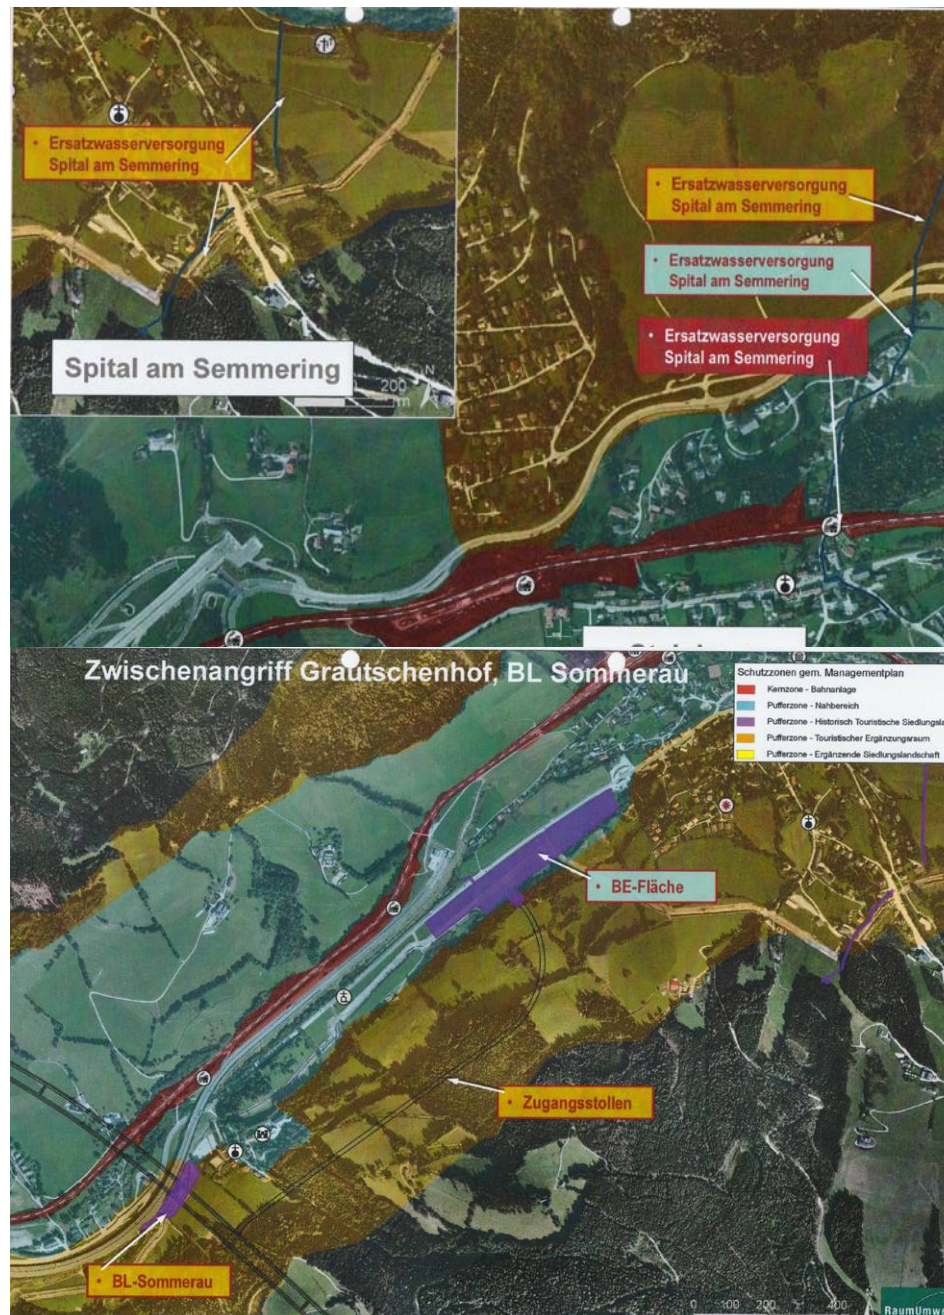 • Ersatzwasserversorgung
Spital am Semmering
Spital am Semmering
200
m
N
• Ersatzwasserversorgung
Spital am Semmering
• Ersatzwasserversorgung
Spital am Semmering
• Ersatzwasserversorgung
Spital am Semmering
Zwischenangriff Grautschenhof, BL Sommerau
Schutzzonen gem. Managementplan
Kernzone - Bahnanlage
Pufferzone - Nahbereich
Pufferzone - Historisch Touristische Siedlungsla
Pufferzone - Touristischer Ergänzungsraum
Pufferzone - Ergänzende Siedlungslandschaft
• BE-Fläche
• Zugangsstollen
• BL-Sommerau
0 100 200 400
RaumUmwe